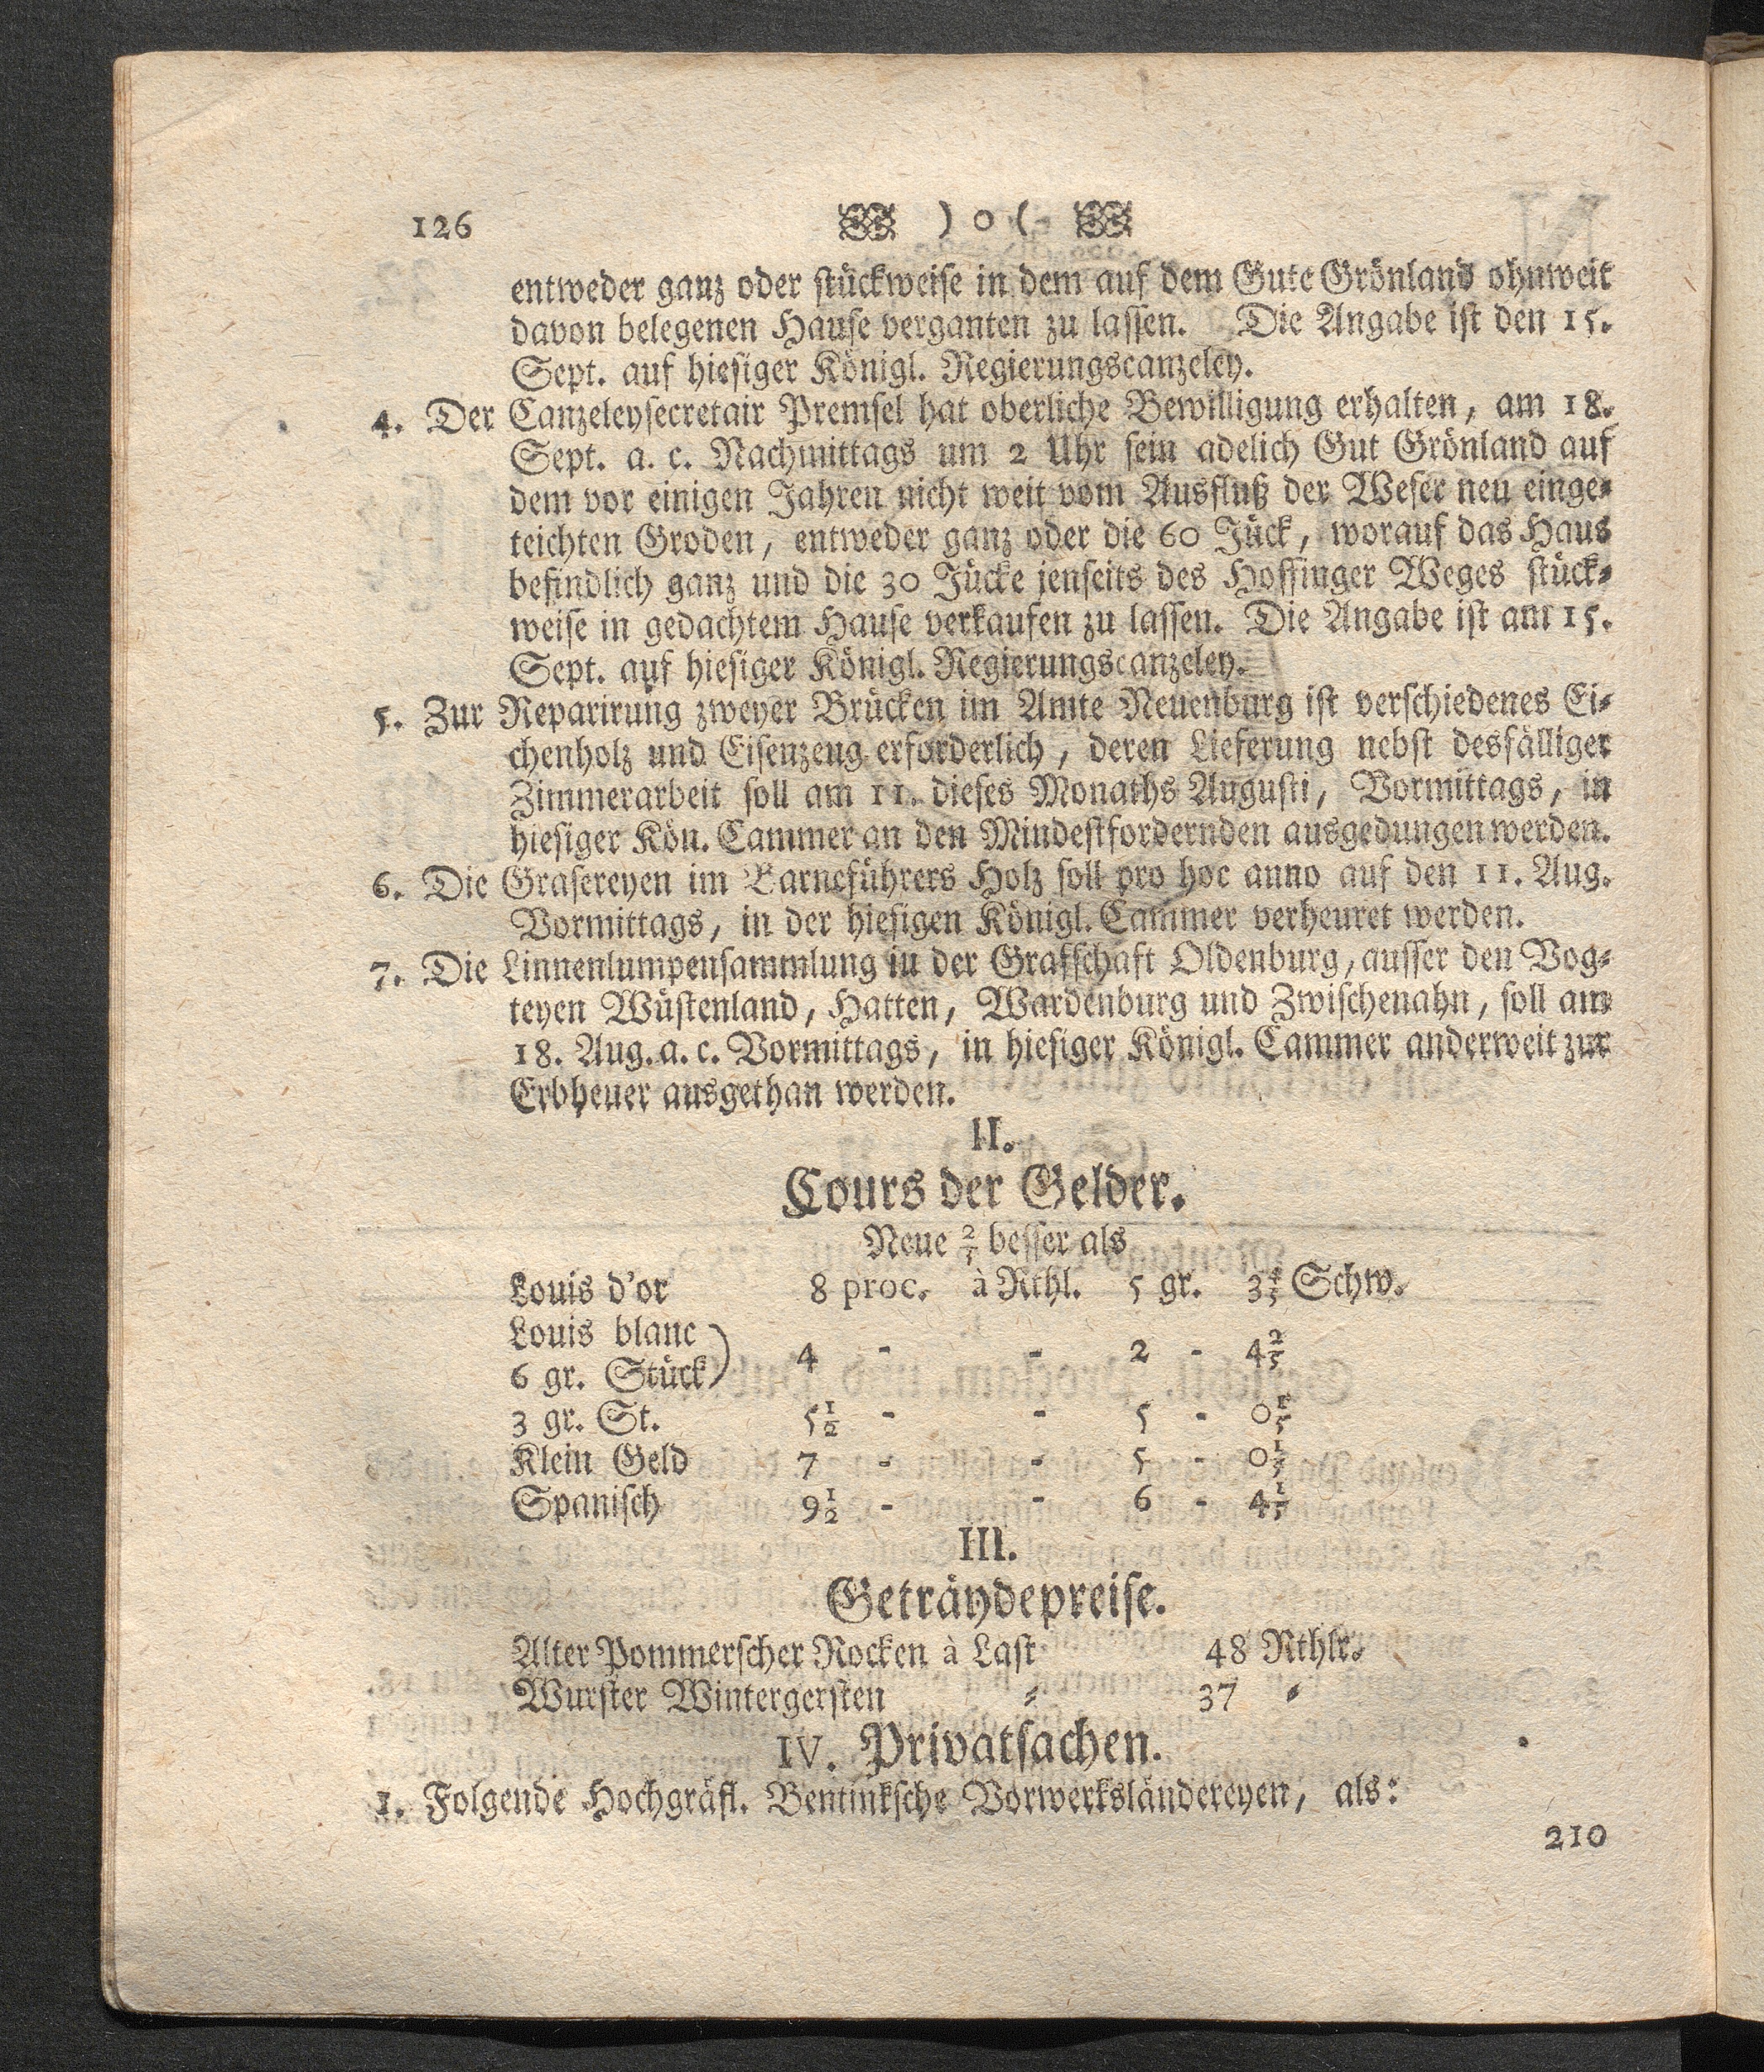 126 ) o (
entweder ganz oder stückweise in dem auf dem Gute Grönland ohnweit
davon belegenen Hause verganten zu lassen. Die Angabe ist den 15.
Sept. auf hiesiger Königl. Regierungscanzeley.
4. Der Canzeleysecretair Premsel hat oberliche Bewilligung erhalten, am 18.
Sept. a. c. Nachmittags um 2 Uhr sein adelich Gut Grönland auf
dem vor einigen Jahren nicht weit vom Ausfluß der Weser neu einge-
teichten Groden, entweder ganz oder die 60 Jück, worauf das Haus
befindlich ganz und die 30 Jücke jenseits des Hoffinger Weges stück-
weise in gedachtem Hause verkaufen zu lassen. Die Angabe ist am 15.
Sept. auf hiesiger Königl. Regierungscanzeley.
5. Zur Reparirung zweyer Brücken im Amte Neuenburg ist verschiedenes Ei-
chenholz und Eisenzeug erforderlich, deren Lieferung nebst desfälliger
Zimmerarbeit soll am 11. dieses Monaths Augusti, Vormittags, in
hiesiger Kön. Cammer an den Mindestfordernden ausgedungen werden.
6. Die Grasereyen im Barneführers Holz soll pro hoc anno auf den 11. Aug.
Vormittags, in der hiesigen Königl. Cammer verheuret werden.
7. Die Linnenlumpensammlung in der Grafschaft Oldenburg, ausser den Vog-
teyen Wüstenland, Hatten, Wardenburg und Zwischenahn, soll am
18. Aug. a. c. Vormittags, in hiesiger Königl. Cammer anderweit zur
Erbheuer ausgethan werden.
II.
Cours der Gelder.
Neue 2/3 besser als
Louis d'or 8 proc. à Rthl. 5 gr. 3 4/5 Schw.
Louis blanc
6 gr. Stück) 4 - - 2 - 4 2/5
3 gr. St. 5 1/2 - - 5 - 0 1/5
Klein Geld 7 - - 5 - 0 1/5
Spanisch 9 1/2 - - 6 - 4 1/5
III.
Geträydepreise.
Alter Pommerscher Rocken à Last 48 Rthlr.
Wurster Wintergersten - 37 -
IV. Privatsachen.
1. Folgende Hochgräfl. Bentinksche Vorwerksländereyen, als:
210